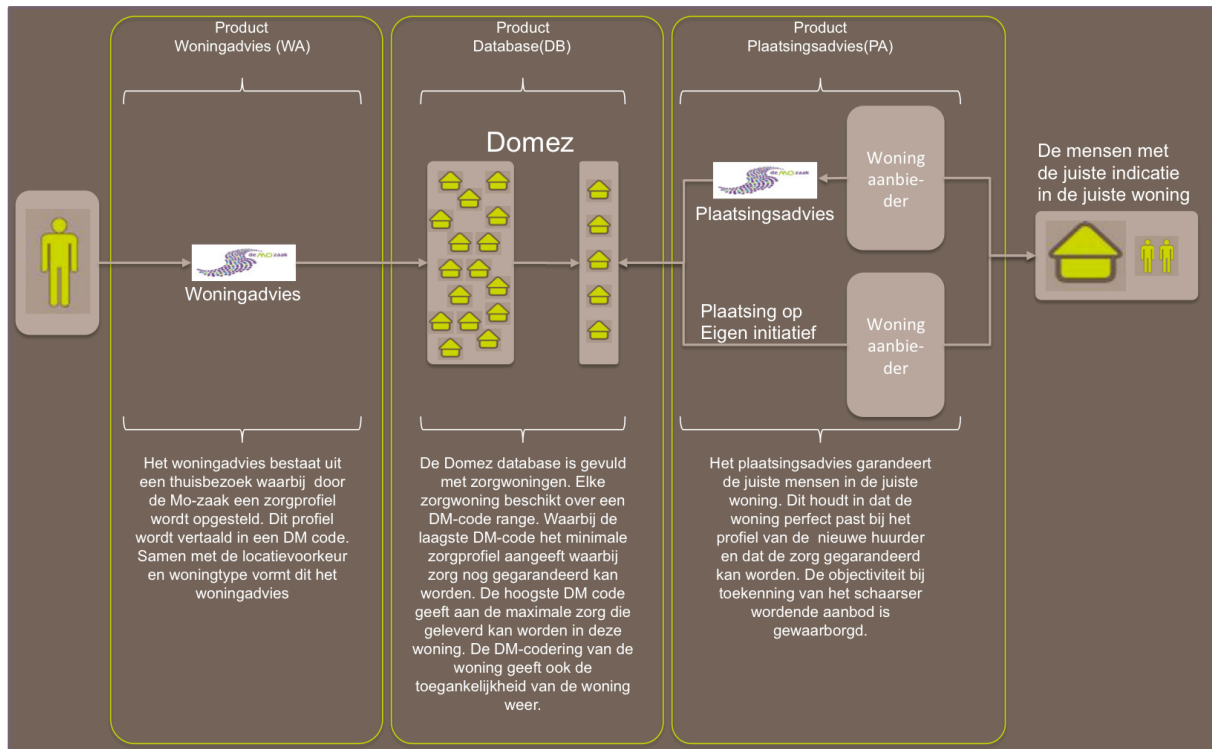 Product
Woningadvies (WA)
Product
Database(DB)
Product
Plaatsingsadvies(PA)
Domez
de MO zaak
Woningadvies
de MO zaak
Plaatsingsadvies
Plaatsing op
Eigen initiatief
Woning
aanbie-
der
Woning
aanbie-
der
De mensen met
de juiste indicatie
in de juiste woning
Het woningadvies bestaat uit
een thuisbezoek waarbij door
de Mo-zaak een zorgprofiel
wordt opgesteld. Dit profiel
wordt vertaald in een DM code.
Samen met de locatievoorkeur
en woningtype vormt dit het
woningadvies
De Domez database is gevuld
met zorgwoningen. Elke
zorgwoning beschikt over een
DM-code range. Waarbij de
laagste DM-code het minimale
zorgprofiel aangeeft waarbij
zorg nog gegarandeerd kan
worden. De hoogste DM code
geeft aan de maximale zorg die
geleverd kan worden in deze
woning. De DM-codering van de
woning geeft ook de
toegankelijkheid van de woning
weer.
Het plaatsingsadvies garandeert
de juiste mensen in de juiste
woning. Dit houdt in dat de
woning perfect past bij het
profiel van de nieuwe huurder
en dat de zorg gegarandeerd
kan worden. De objectiviteit bij
toekenning van het schaarser
wordende aanbod is
gewaarborgd.